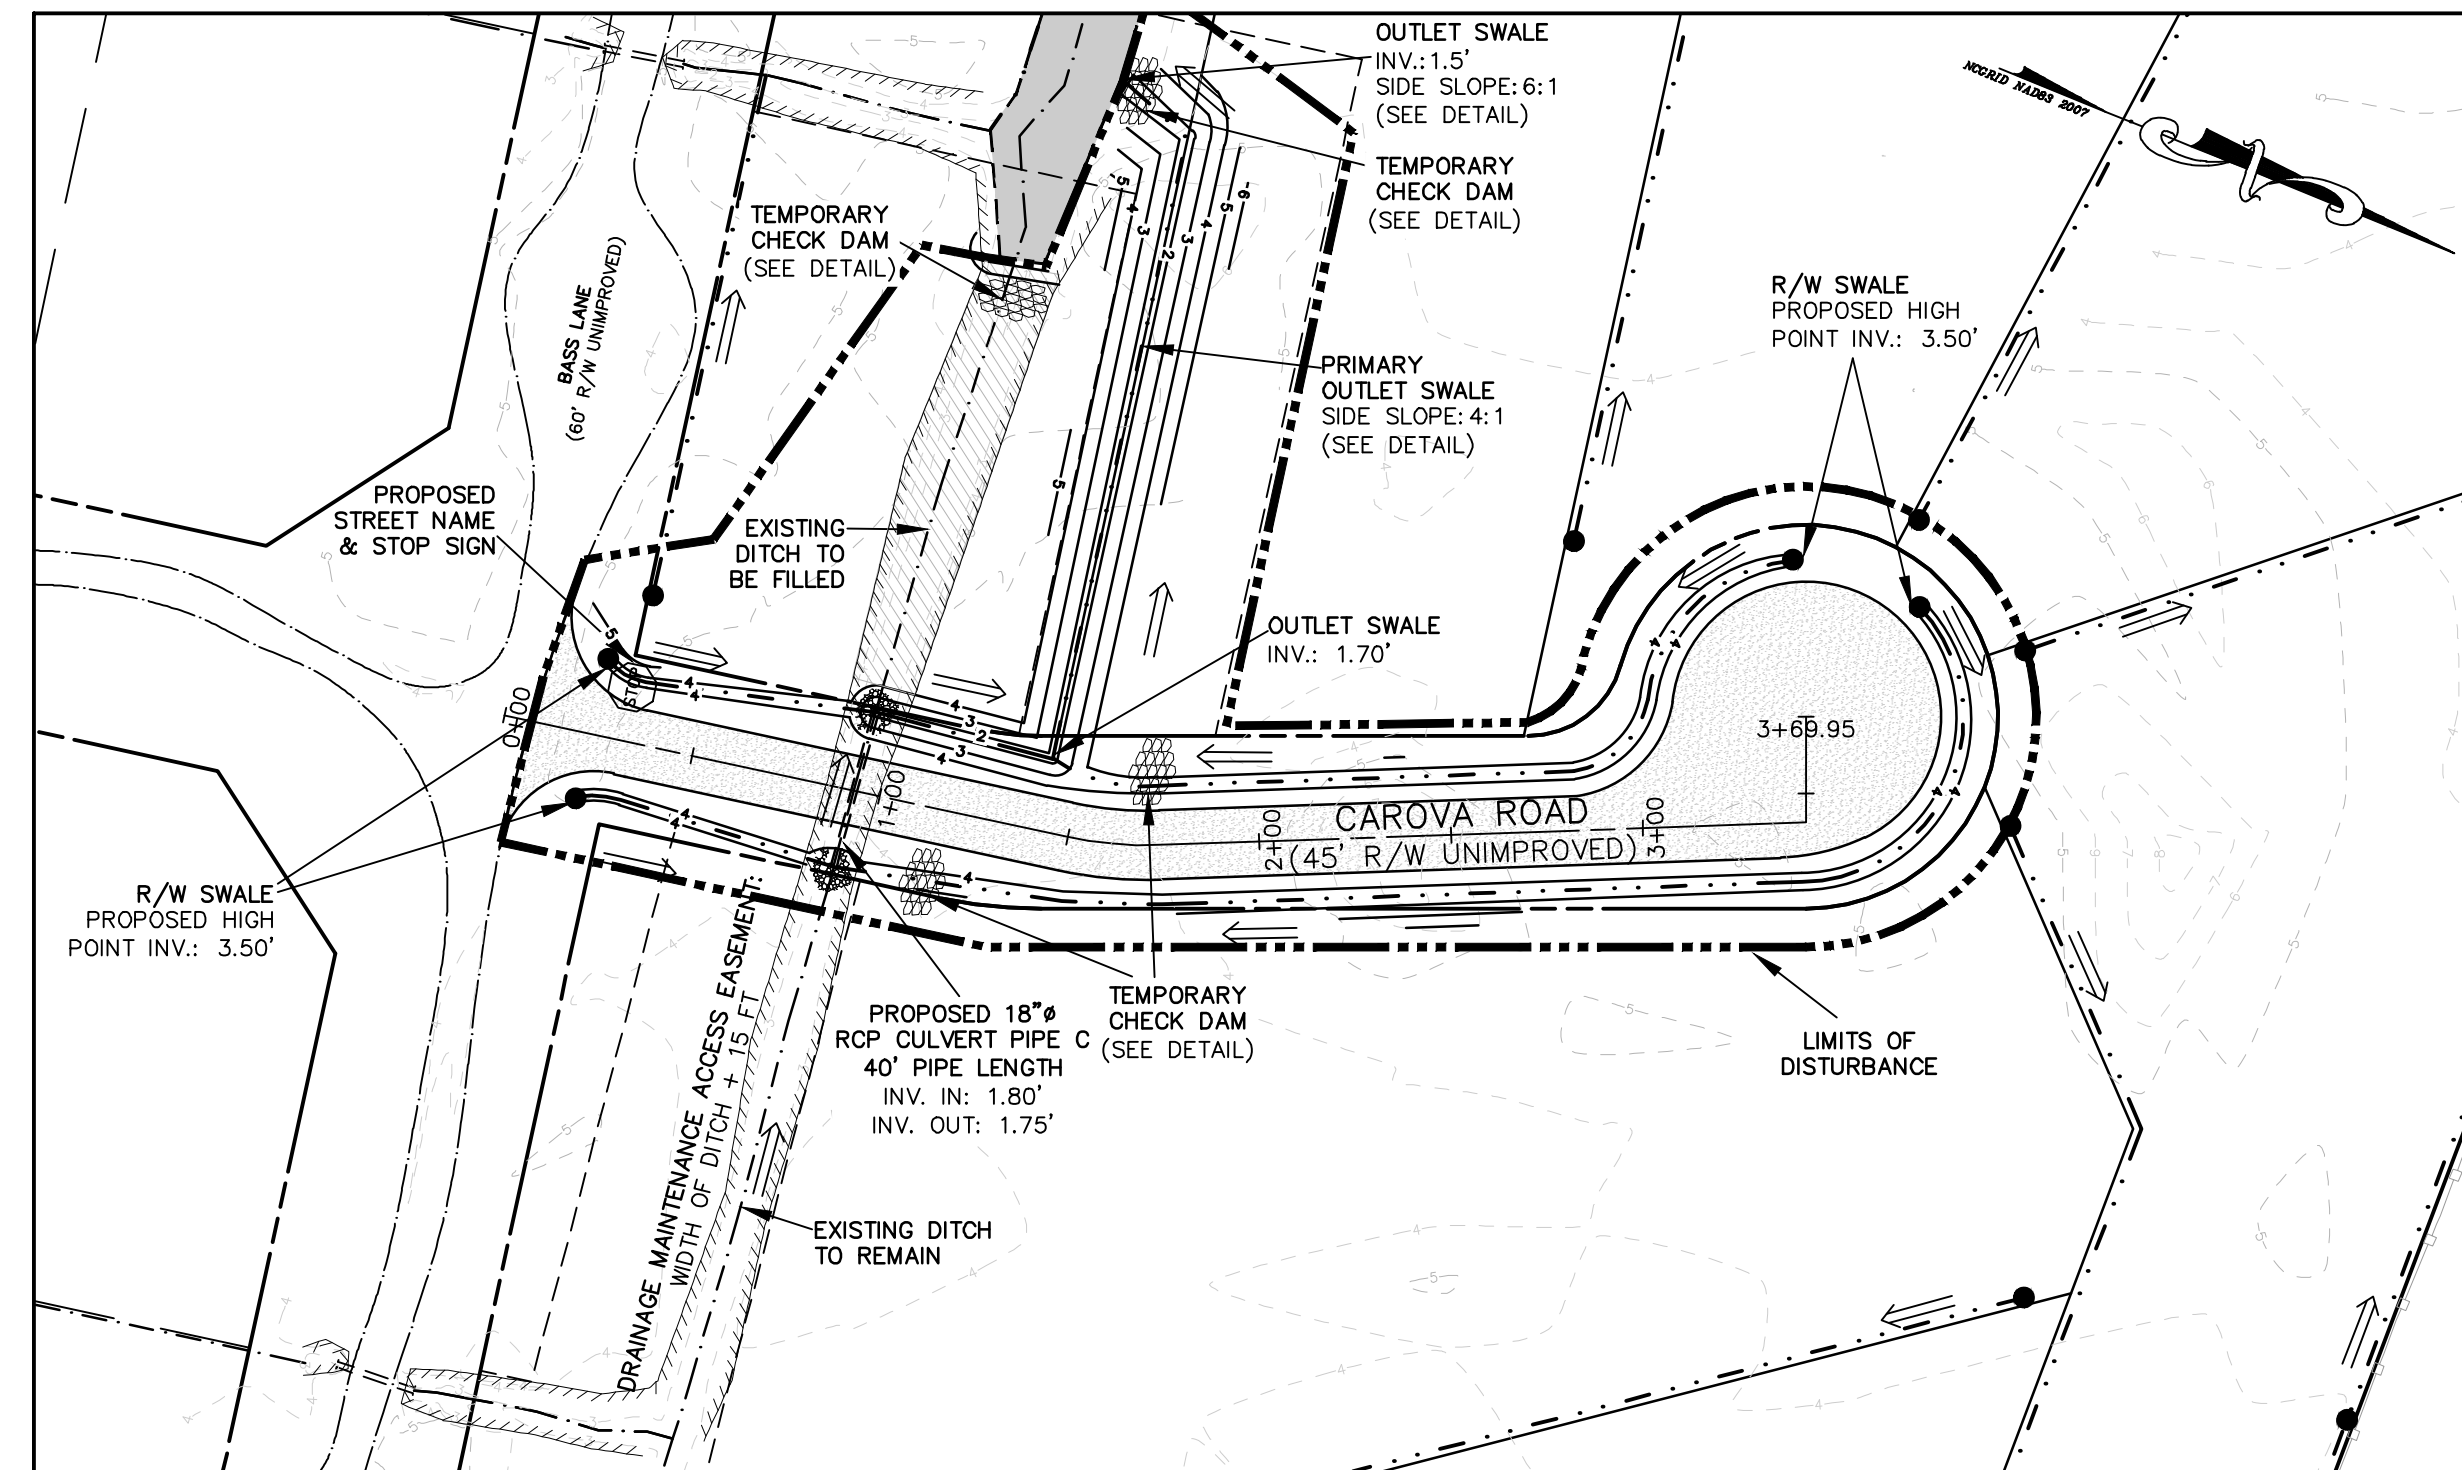 OUTLET SWALE
INV.:1.5'
SIDE SLOPE:6:1
(SEE DETAIL)
NCGRID NAD83 2007
TEMPORARY
CHECK DAM
(SEE DETAIL)
TEMPORARY
CHECK DAM
(SEE DETAIL)
BASS LANE
(60' R/W UNIMPROVED)
R/W SWALE
PROPOSED HIGH
POINT INV.: 3.50'
PRIMARY
OUTLET SWALE
SIDE SLOPE:4:1
(SEE DETAIL)
PROPOSED
STREET NAME
& STOP SIGN
EXISTING
DITCH TO
BE FILLED
OUTLET SWALE
INV.: 1.70'
STOP
0+00
1+00
2+00
3+00
3+69.95
CAROVA ROAD
(45' R/W UNIMPROVED)
R/W SWALE
PROPOSED HIGH
POINT INV.: 3.50'
DRAINAGE MAINTENANCE ACCESS EASEMENT:
WIDTH OF DITCH + 15 FT
PROPOSED 18"ø
RCP CULVERT PIPE C
40' PIPE LENGTH
INV. IN: 1.80'
INV. OUT: 1.75'
TEMPORARY
CHECK DAM
(SEE DETAIL)
LIMITS OF
DISTURBANCE
EXISTING DITCH
TO REMAIN